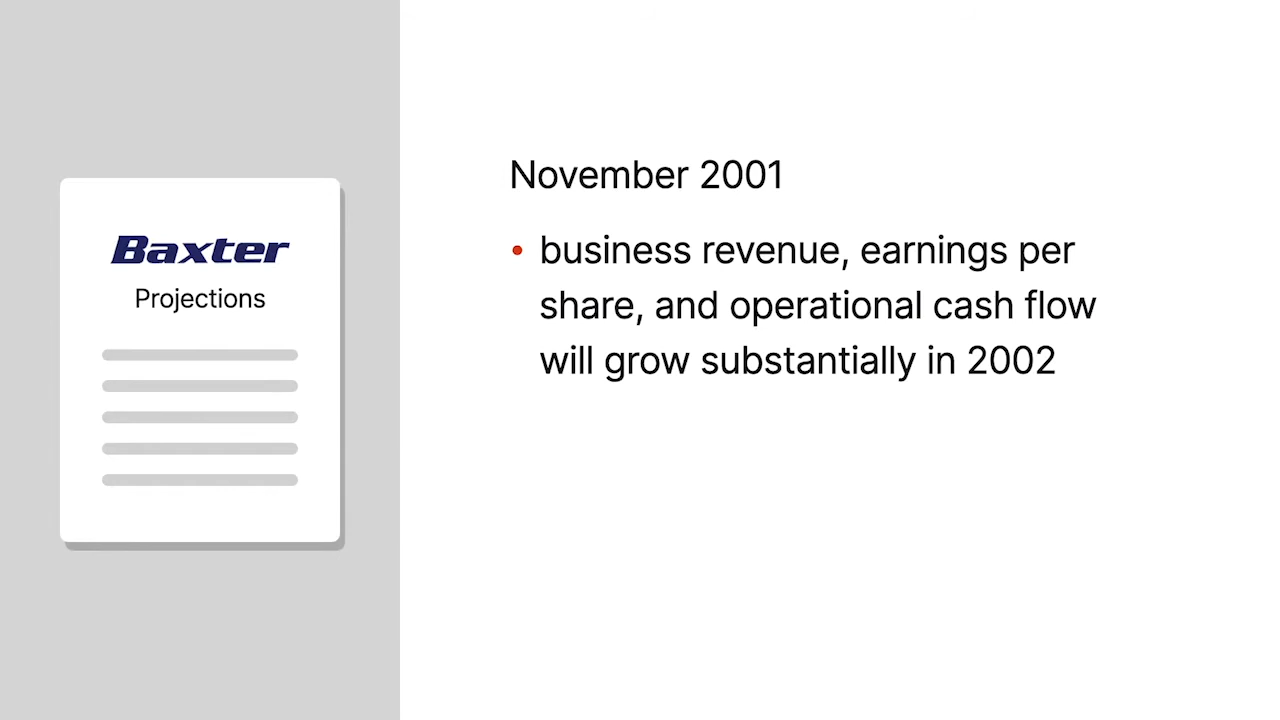 Baxter
Projections
November 2001
• business revenue, earnings per
share, and operational cash flow
will grow substantially in 2002